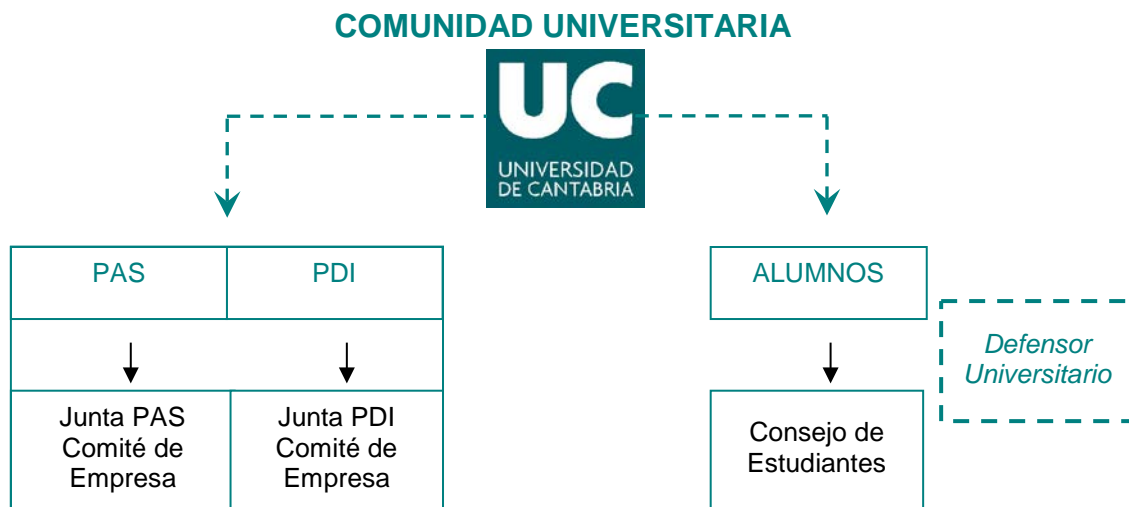 COMUNIDAD UNIVERSITARIA
UC
UNIVERSIDAD
DE CANTABRIA
PAS
PDI
ALUMNOS
Defensor
Universitario
Junta PAS
Comité de
Empresa
Junta PDI
Comité de
Empresa
Consejo de
Estudiantes